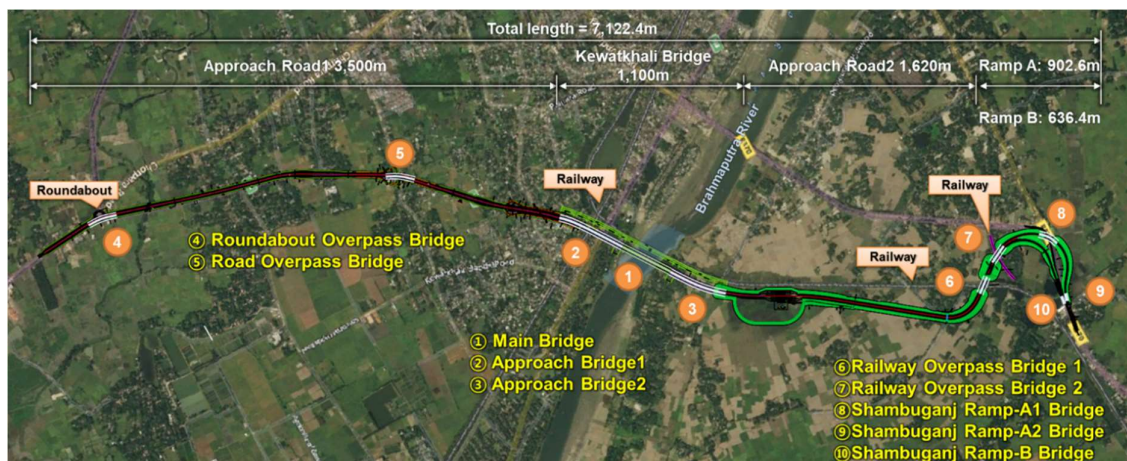 Total length = 7,122.4m
Approach Road1 3,500m
Kewatkhali Bridge
1,100m
Approach Road2 1,620m
Ramp A: 902.6m
Ramp B: 636.4m
Brahmaputra River
Roundabout
Railway
Railway
Railway
④
⑤
②
①
③
⑥
⑦
⑧
⑨
⑩
④ Roundabout Overpass Bridge
⑤ Road Overpass Bridge
① Main Bridge
② Approach Bridge1
③ Approach Bridge2
⑥Railway Overpass Bridge 1
⑦Railway Overpass Bridge 2
⑧Shambuganj Ramp-A1 Bridge
⑨Shambuganj Ramp-A2 Bridge
⑩Shambuganj Ramp-B Bridge